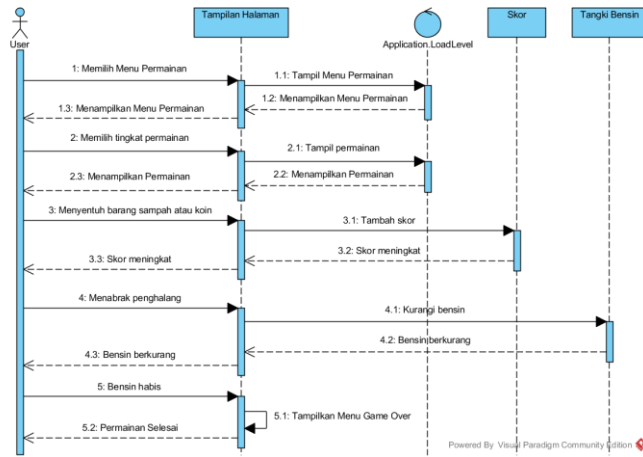 Tampilan Halaman
Skor
Tangki Bensin
User
Application.LoadLevel
1: Memilih Menu Permainan
1.1: Tampil Menu Permainan
1.2: Menampilkan Menu Permainan
1.3: Menampilkan Menu Permainan
2: Memilih tingkat permainan
2.1: Tampil permainan
2.2: Menampilkan Permainan
2.3: Menampilkan Permainan
3: Menyentuh barang sampah atau koin
3.1: Tambah skor
3.2: Skor meningkat
3.3: Skor meningkat
4: Menabrak penghalang
4.1: Kurangi bensin
4.2: Bensin berkurang
4.3: Bensin berkurang
5: Bensin habis
5.1: Tampilkan Menu Game Over
5.2: Permainan Selesai
Powered By Visual Paradigm Community Edition